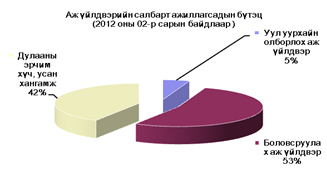 Аж үйлдвэрийн салбарт ажиллагсадын бүтэц
(2012 оны 02-р сарын байдлаар)
Дулааны
эрчим
хүч, усан
хангамж
42%
Уул уурхайн
олборлох аж
үйлдвэр
5%
Боловсруула
х аж үйлдвэр
53%